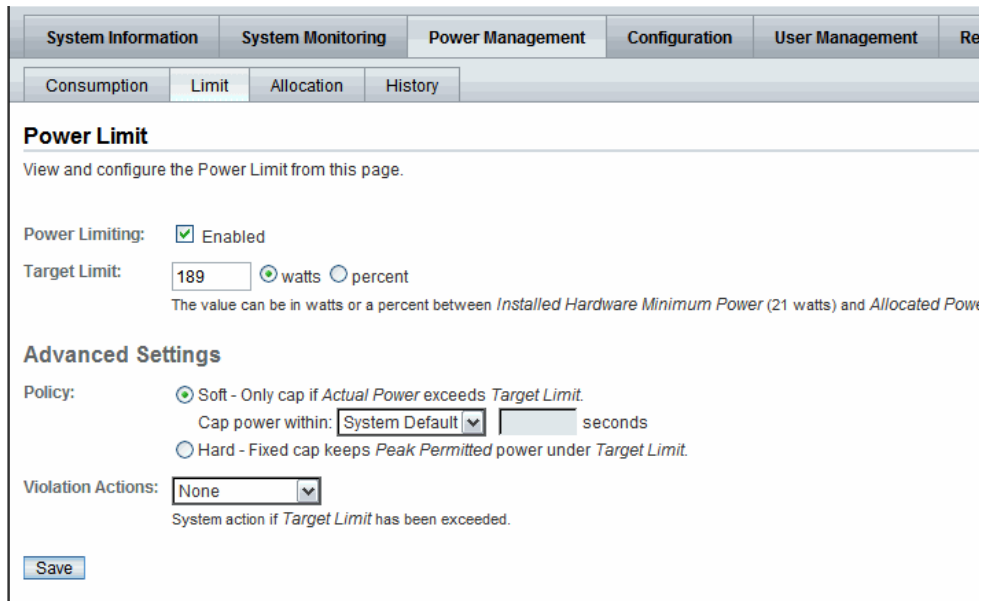 System Information System Monitoring Power Management Configuration User Management Re
Consumption Limit Allocation History
Power Limit
View and configure the Power Limit from this page.
Power Limiting: Enabled
Target Limit: 189 watts percent
The value can be in watts or a percent between Installed Hardware Minimum Power (21 watts) and Allocated Powe
Advanced Settings
Policy: Soft - Only cap if Actual Power exceeds Target Limit.
Cap power within: System Default seconds
Hard - Fixed cap keeps Peak Permitted power under Target Limit.
Violation Actions: None
System action if Target Limit has been exceeded.
Save